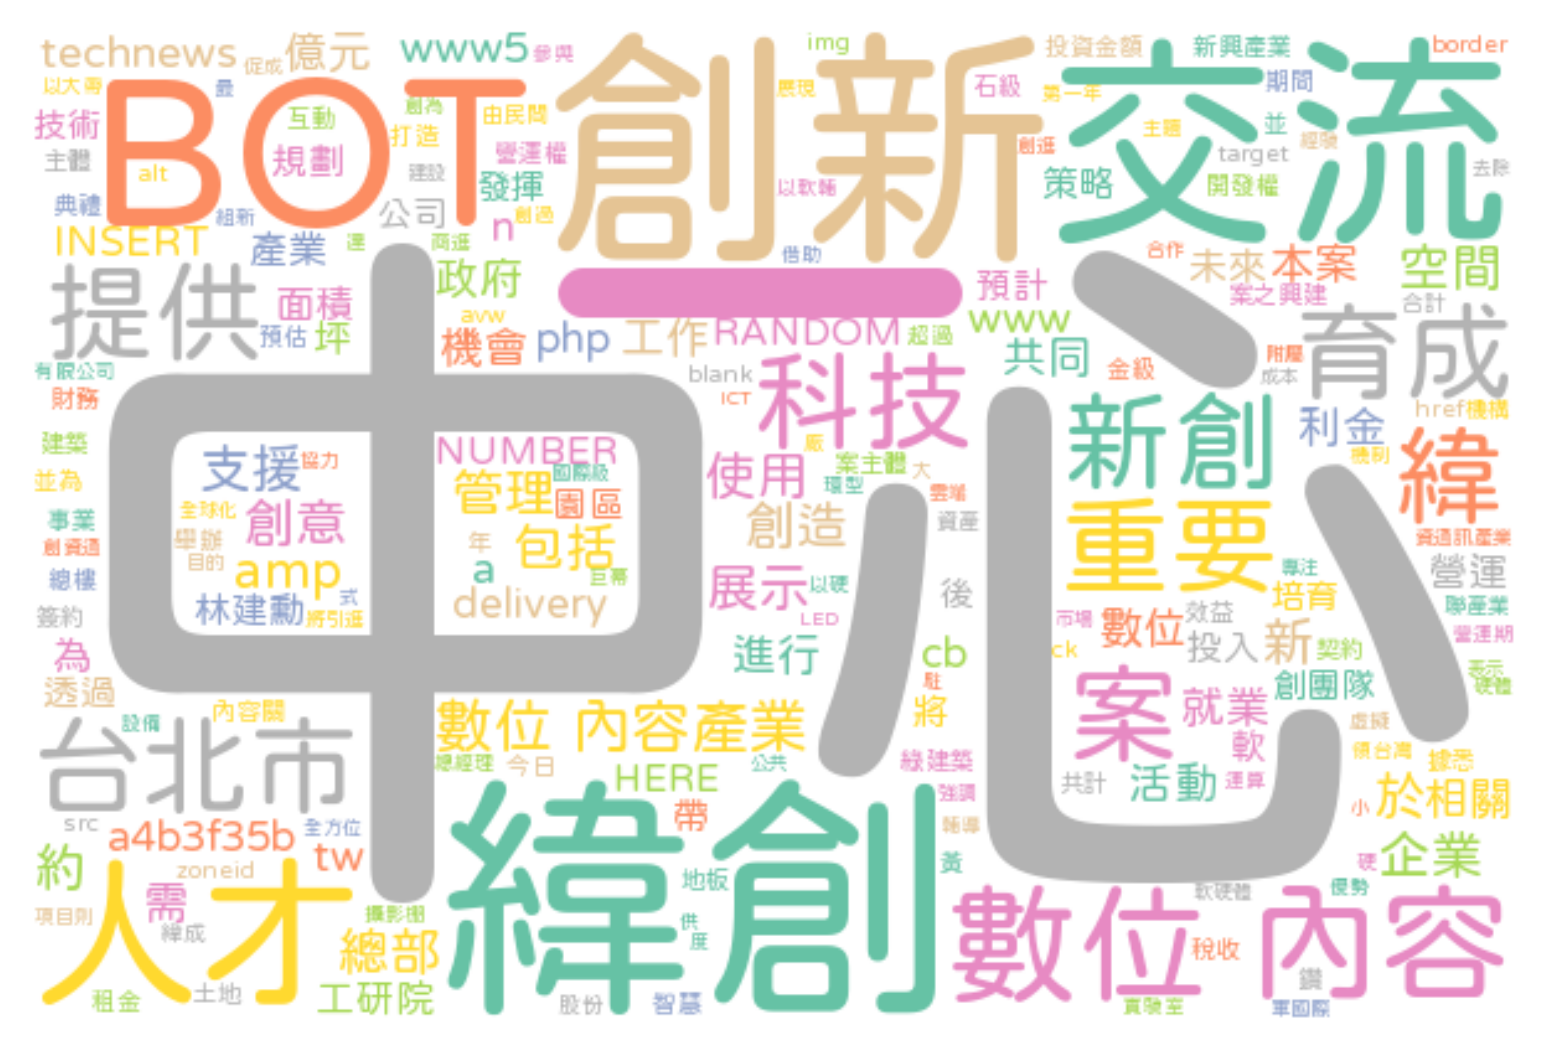 technews 促成 億元 www5 參與 創新 img 投資金額 新興產業 交流 border
以大帶 BOT 最 展現 石級 第一年 期間
技術 互動 創為 打造 由民間 主題 並
主體 alt 規劃 建設 營運權 創進 target 經驗 去除
典禮 組新 公司 發揮 n 創過 以軟輔 策略 開發權
INSERT 產業 達 商進 借助 合作 未來 本案 空間
提供 面積 政府 一 預計 案之興建 合計
預估 坪 avw 機會 php 工作 RANDOM 超過 www 共同 育成
有限公司 中心 blank 科技 金級 附屬 成本
財務 ICT 新創 利金 href 機構
建築 支援 協力 NUMBER 廠 緯
並為 管理 國際級 使用 案主體 大 機制
事業 全球化 創意 園區 環型 雲端 重要
創資通 舉辦 年 包括 創造 資產 資通訊產業
總樓 目的 amp a 巨幕 展示 以硬 專注 營運
簽約 林建勳 式 將引進 delivery LED 後 培育 聯產業
為 進行 cb 市場 數位 效益 營運期
透過 駐 ck 投入 新 契約 表示
內容關 將 案 創團隊 硬體
台北市 設備 數位 內容產業 就業 虛擬
總經理 今日 公共 綠建築 軟 領台灣 據悉
HERE 強調 共計 活動 運算 於相關
src a4b3f35b 全方位 緯創 帶 輔導 小
約 zoneid tw 地板 黃 硬 企業
人才 需 攝影棚 供 數位 軟硬體 優勢 內容
項目則 緯成 總部 度 稅收
租金 土地 工研院 股份 智慧 實驗室 鑽 軍國際